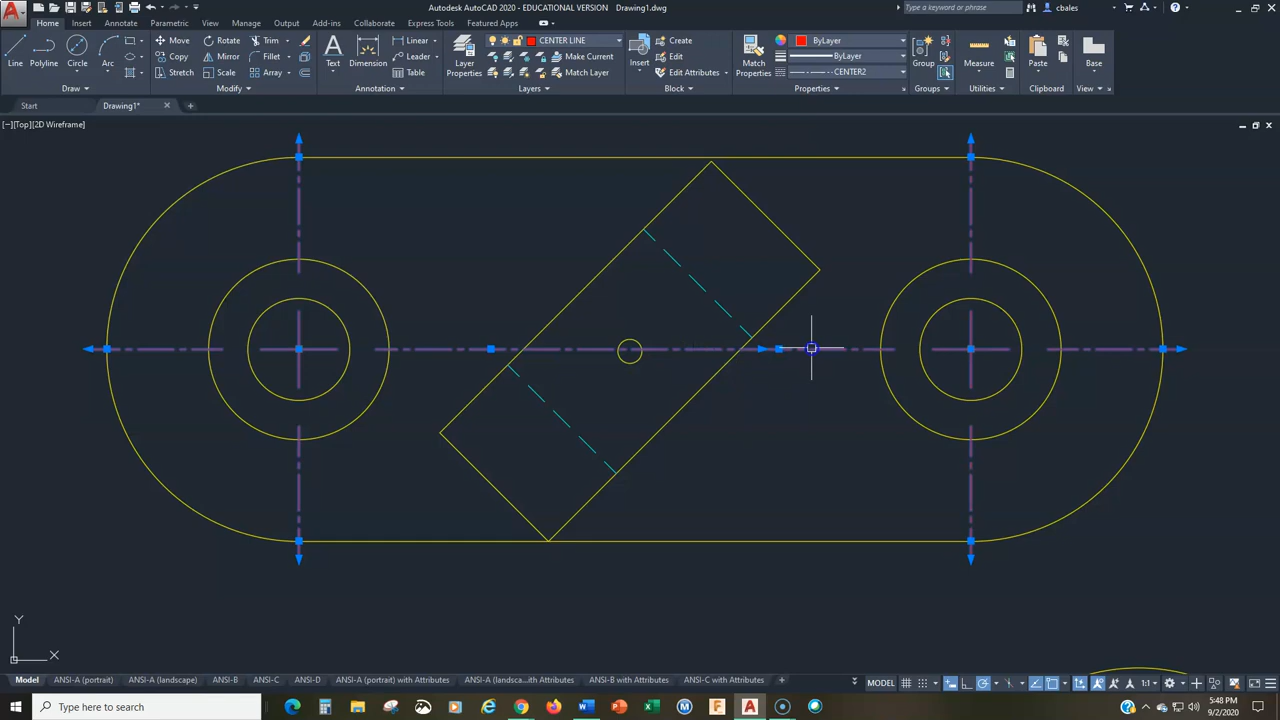 Autodesk AutoCAD 2020 - EDUCATIONAL VERSION Drawing1.dwg
Type a keyword or phrase
cbales
Home Insert Annotate Parametric View Manage Output Add-ins Collaborate Express Tools Featured Apps
Line Polyline Circle Arc Move Rotate Trim Text Dimension Linear Layer Properties CENTER LINE Insert Create Match Properties ByLayer Group Measure Paste Base
Copy Mirror Fillet Leader Make Current Edit ByLayer
Stretch Scale Array Table Match Layer Edit Attributes CENTER2
Draw Modify Annotation Layers Block Properties Groups Utilities Clipboard View
Start Drawing1*
[−][Top][2D Wireframe]
Y
X
Model ANSI-A (portrait) ANSI-A (landscape) ANSI-B ANSI-C ANSI-D ANSI-A (portrait) with Attributes ANSI-A (landsca...ith Attributes ANSI-B with Attributes ANSI-C with Attributes
MODEL 1:1
Type here to search
5:48 PM
9/2/2020